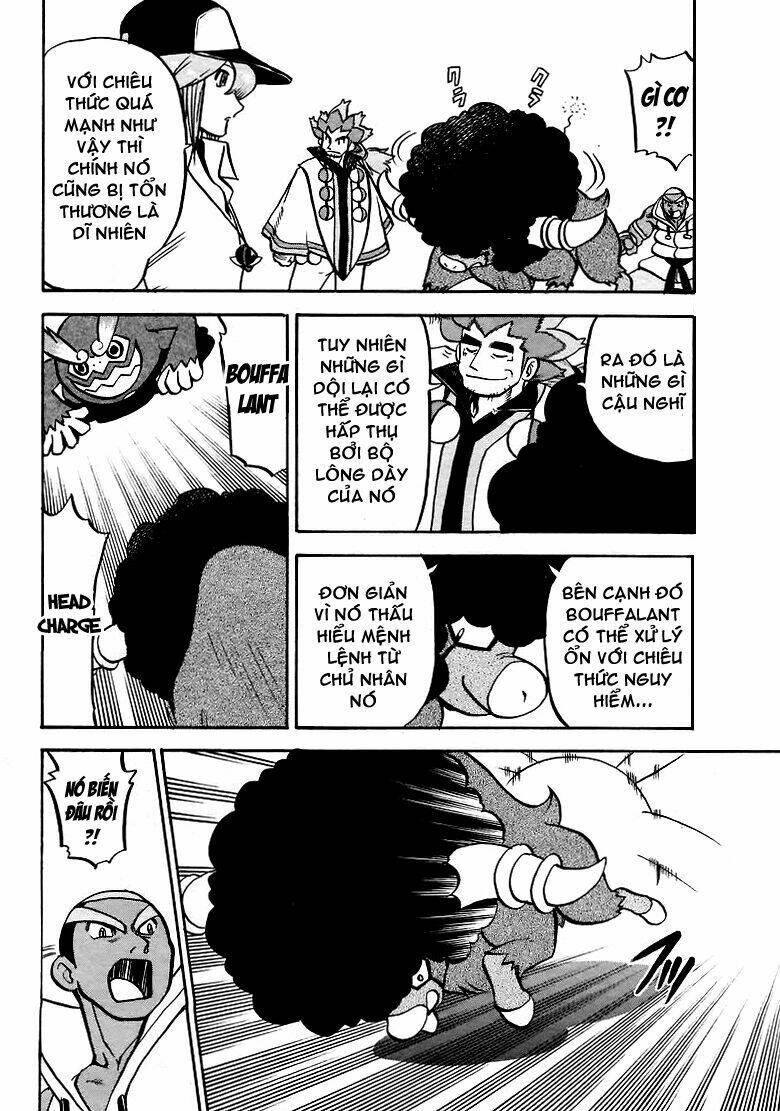 GÌ CƠ
?!
クラ
クラ
VỚI CHIÊU
THỨC QUÁ
MẠNH NHƯ
VẬY THÌ
CHÍNH NÓ
CŨNG BỊ TỔN
THƯƠNG LÀ
DĨ NHIÊN
RA ĐÓ LÀ
NHỮNG GÌ
CẬU NGHĨ
TUY NHIÊN
NHỮNG GÌ
DỘI LẠI CÓ
THỂ ĐƯỢC
HẤP THỤ
BỞI BỘ
LÔNG DÀY
CỦA NÓ
BÊN CẠNH ĐÓ
BOUFFALANT
CÓ THỂ XỬ LÝ
ỔN VỚI CHIÊU
THỨC NGUY
HIỂM...
ĐƠN GIẢN
VÌ NÓ THẤU
HIỂU MỆNH
LỆNH TỪ
CHỦ NHÂN
NÓ
BOUFFA
LANT
HEAD
CHARGE
NÓ BIẾN
ĐÂU RỒI
?!